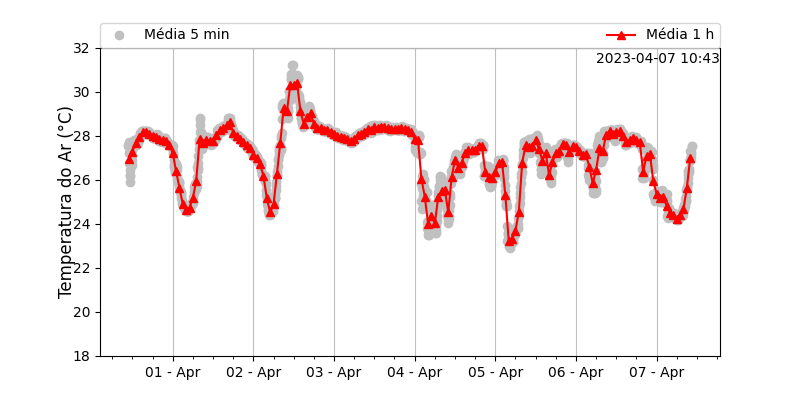 Média 5 min
Média 1 h
2023-04-07 10:43
Temperatura do Ar (°C)
32
30
28
26
24
22
20
18
01 - Apr
02 - Apr
03 - Apr
04 - Apr
05 - Apr
06 - Apr
07 - Apr